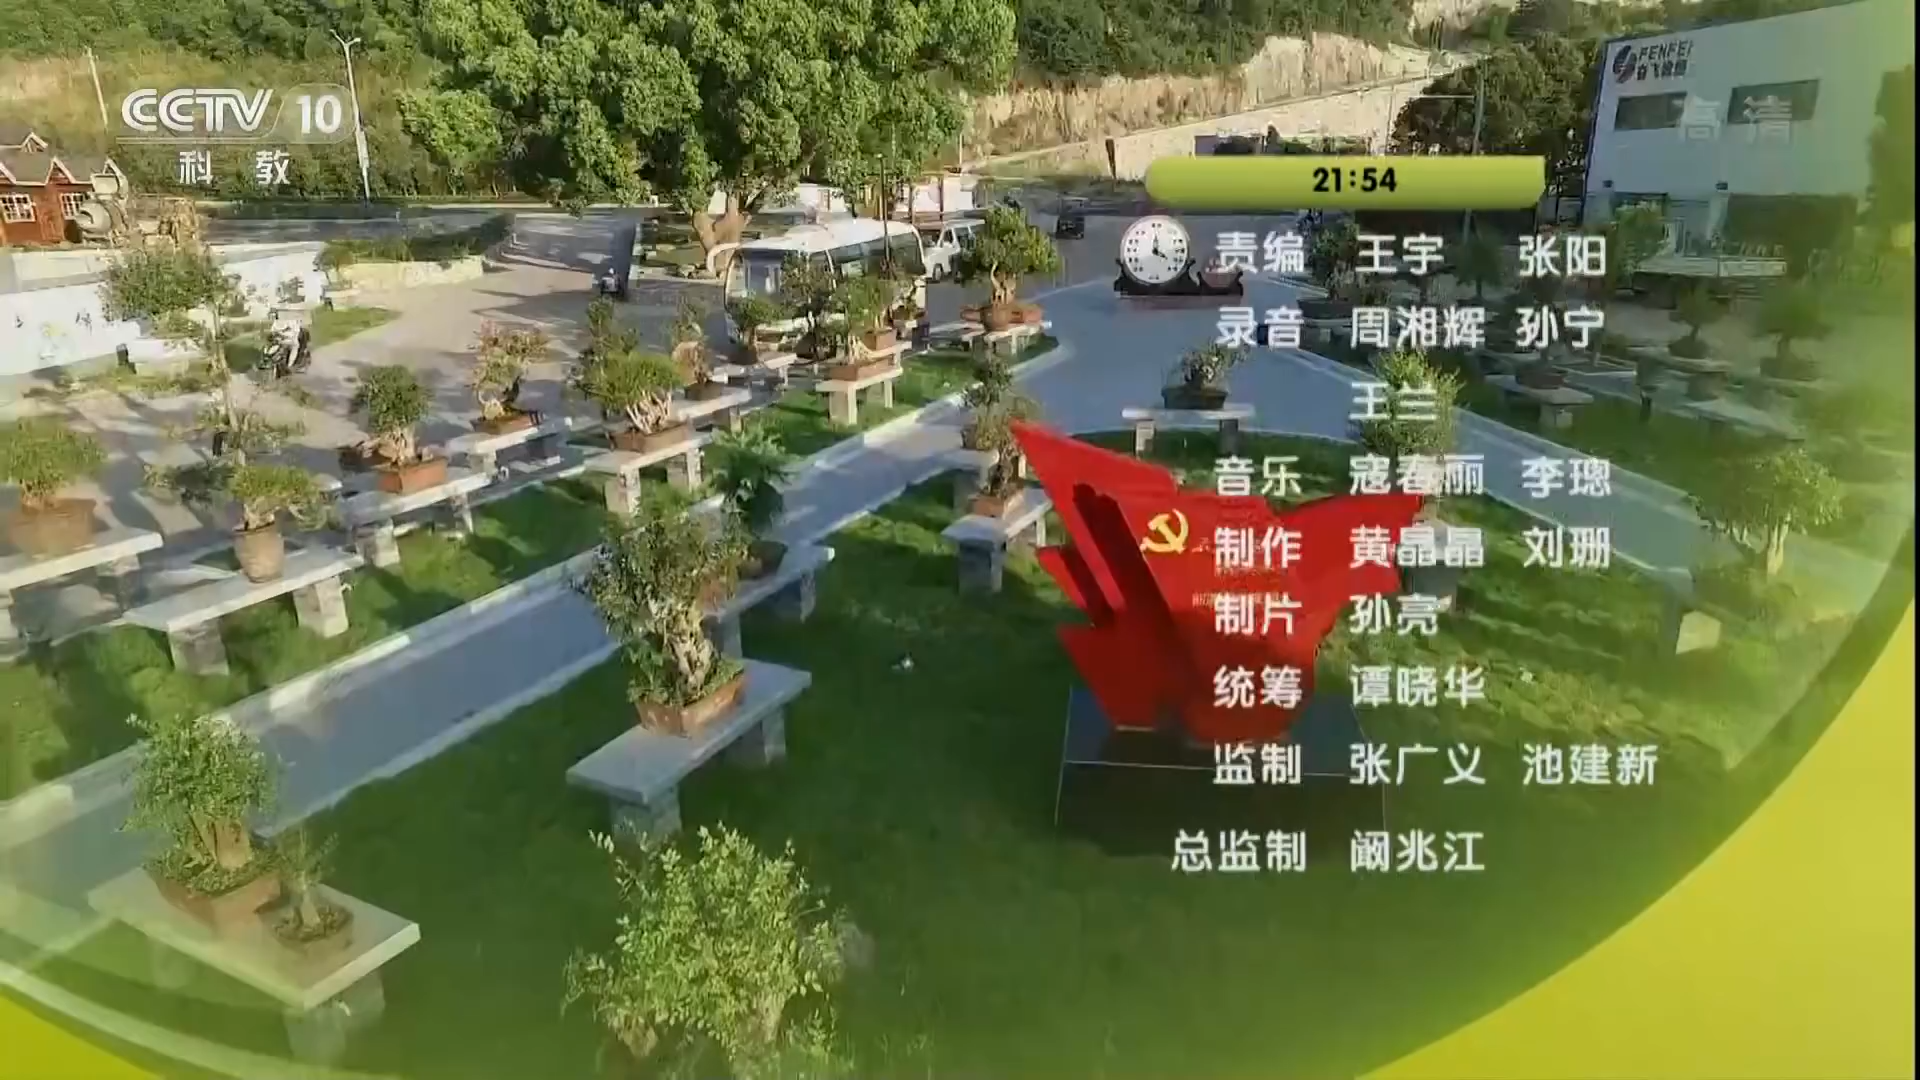 CCTV 10
科教
FENFEI
高清
21:54
责编 王宇 张阳
录音 周湘辉 孙宁
王兰
音乐 寇春丽 李璁
制作 黄晶晶 刘珊
制片 孙亮
统筹 谭晓华
监制 张广义 池建新
总监制 阚兆江